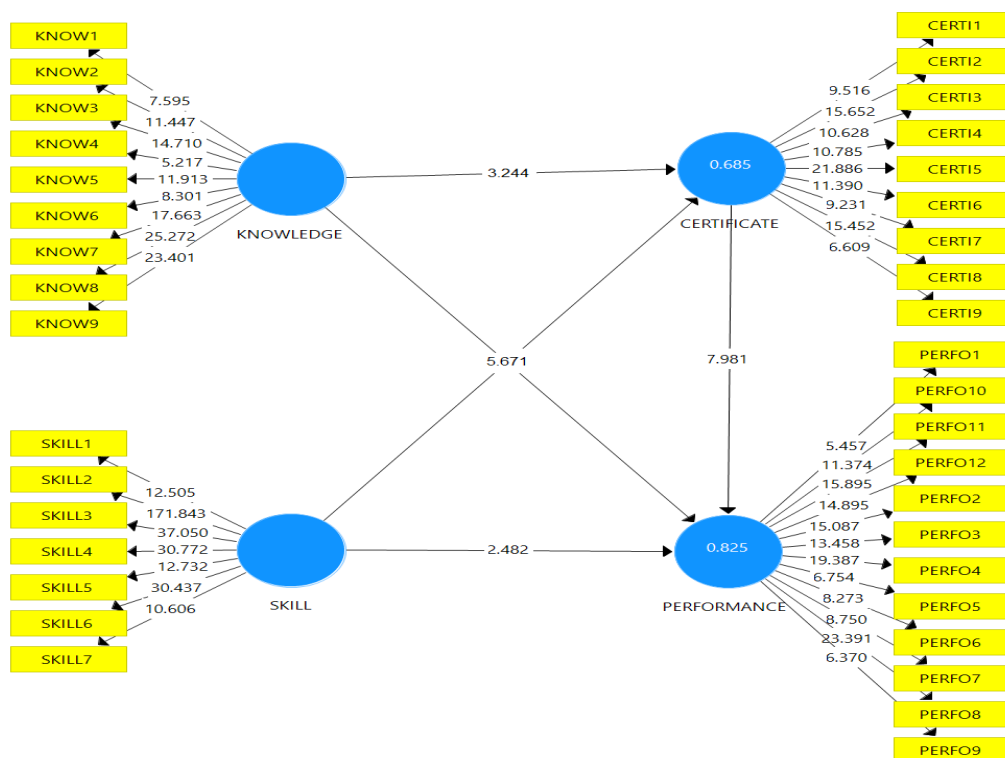 KNOW1
KNOW2
KNOW3
KNOW4
KNOW5
KNOW6
KNOW7
KNOW8
KNOW9
7.595
11.447
14.710
5.217
11.913
8.301
17.663
25.272
23.401
KNOWLEDGE
3.244
0.685
CERTIFICATE
9.516
15.652
10.628
10.785
21.886
11.390
9.231
15.452
6.609
CERTI1
CERTI2
CERTI3
CERTI4
CERTI5
CERTI6
CERTI7
CERTI8
CERTI9
5.671
7.981
SKILL1
SKILL2
SKILL3
SKILL4
SKILL5
SKILL6
SKILL7
12.505
171.843
37.050
30.772
12.732
30.437
10.606
SKILL
2.482
0.825
PERFORMANCE
5.457
11.374
15.895
14.895
15.087
13.458
19.387
6.754
8.273
8.750
23.391
6.370
PERFO1
PERFO10
PERFO11
PERFO12
PERFO2
PERFO3
PERFO4
PERFO5
PERFO6
PERFO7
PERFO8
PERFO9